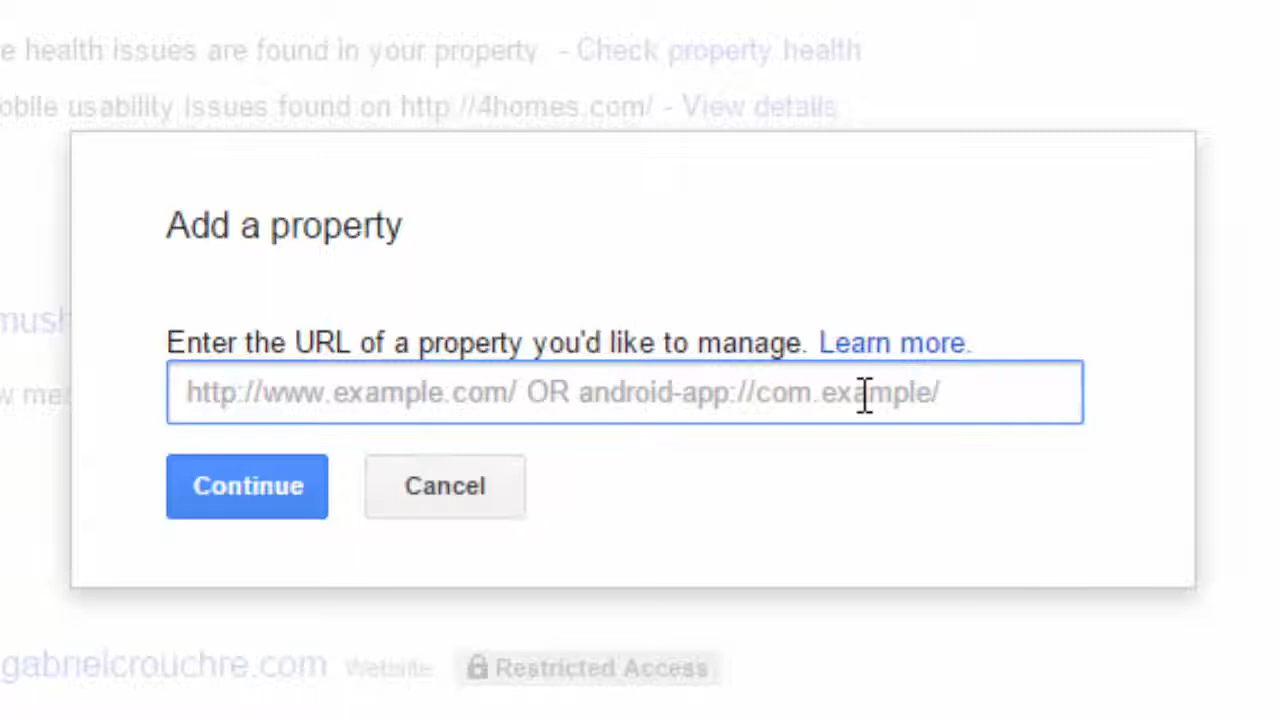 e health issues are found in your property. - Check property health
obile usability issues found on http://4homes.com/ - View details
Add a property
mush
Enter the URL of a property you'd like to manage. Learn more.
http://www.example.com/ OR android-app://com.example/
w me
Continue Cancel
gabrielcrouchre.com Website Restricted Access